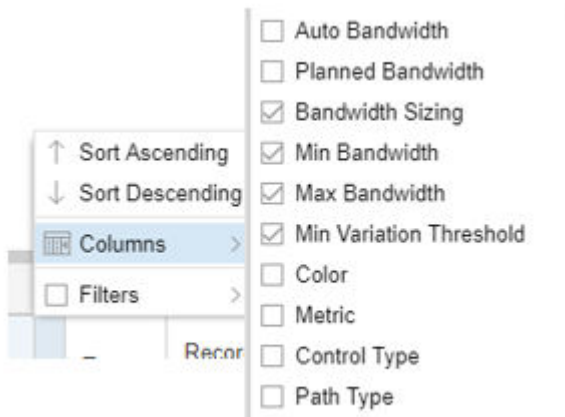 Sort Ascending
Sort Descending
Columns
Filters
Auto Bandwidth
Planned Bandwidth
Bandwidth Sizing
Min Bandwidth
Max Bandwidth
Min Variation Threshold
Color
Metric
Control Type
Path Type
Recor